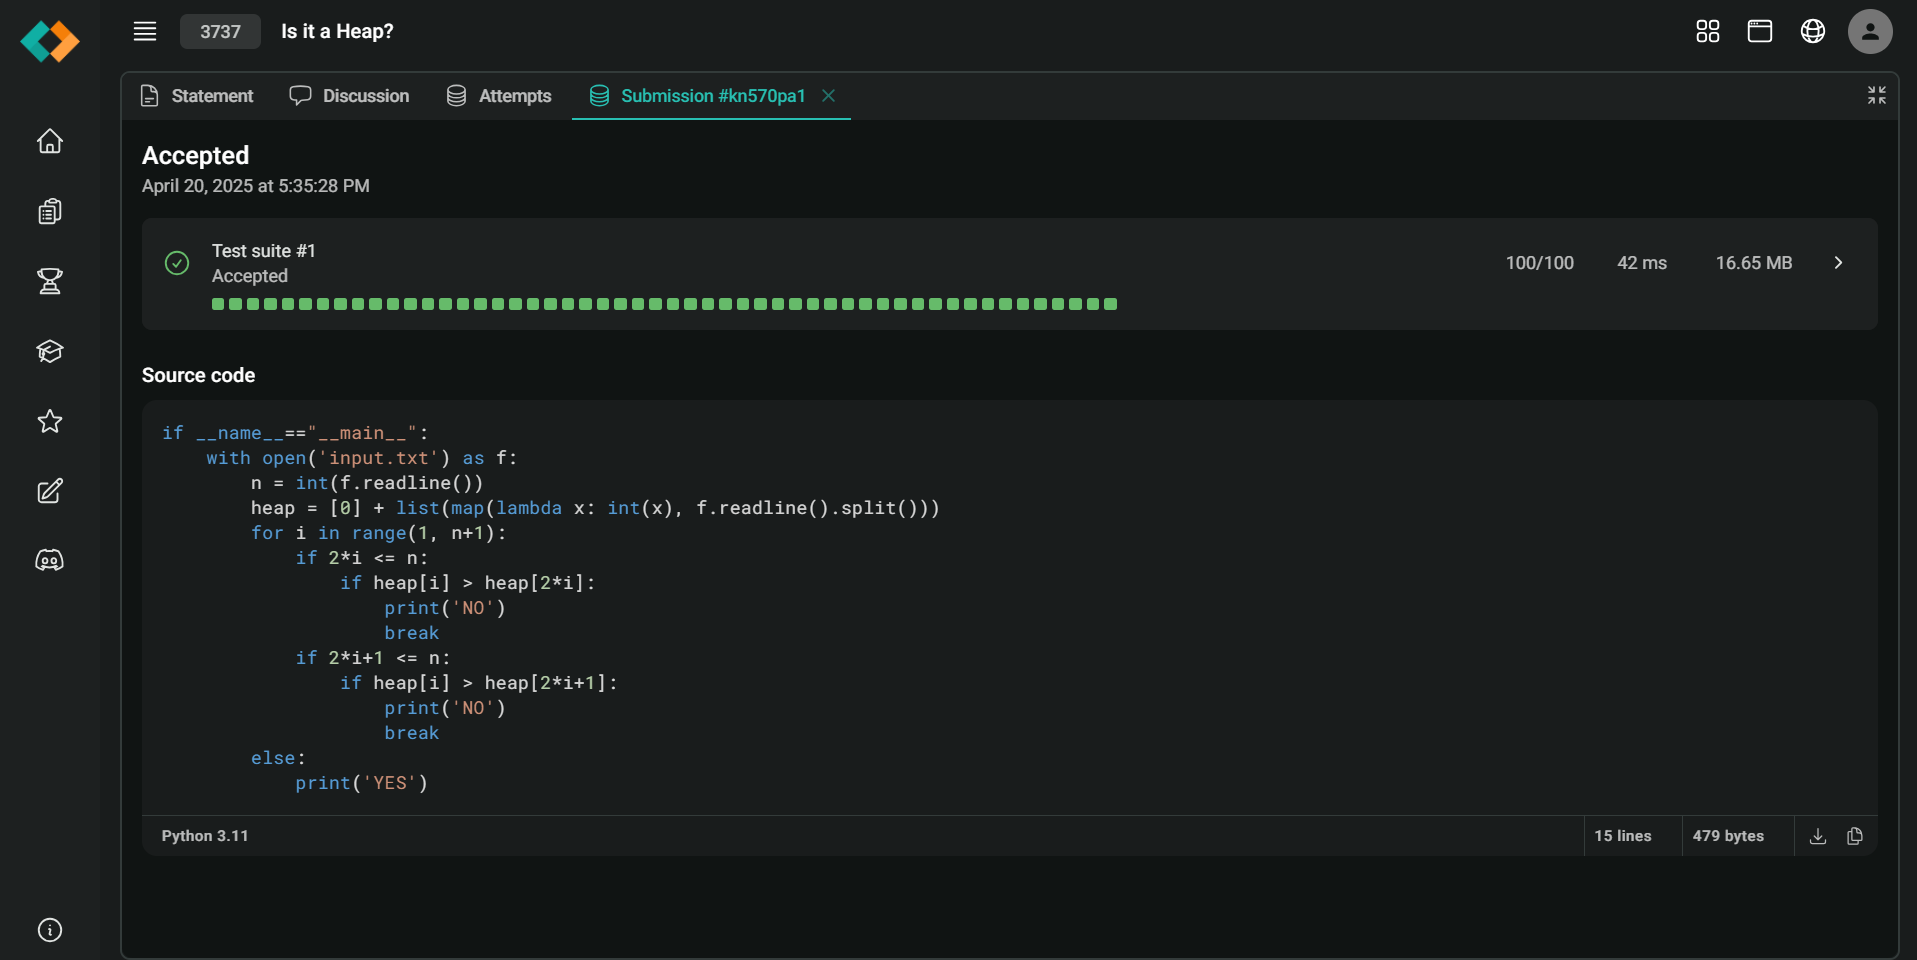 3737 Is it a Heap?
Statement Discussion Attempts Submission #kn570pa1
Accepted
April 20, 2025 at 5:35:28 PM
Test suite #1
Accepted
100/100 42 ms 16.65 MB
Source code
if __name__=="__main__":
    with open('input.txt') as f:
        n = int(f.readline())
        heap = [0] + list(map(lambda x: int(x), f.readline().split()))
        for i in range(1, n+1):
            if 2*i <= n:
                if heap[i] > heap[2*i]:
                    print('NO')
                    break
            if 2*i+1 <= n:
                if heap[i] > heap[2*i+1]:
                    print('NO')
                    break
        else:
            print('YES')
Python 3.11 15 lines 479 bytes